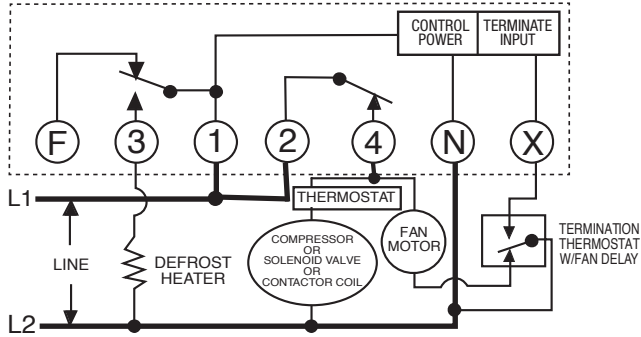 CONTROL POWER
TERMINATE INPUT
F
3
1
2
4
N
X
L1
THERMOSTAT
LINE
DEFROST
HEATER
COMPRESSOR
OR
SOLENOID VALVE
OR
CONTACTOR COIL
FAN
MOTOR
TERMINATION
THERMOSTAT
W/FAN DELAY
L2